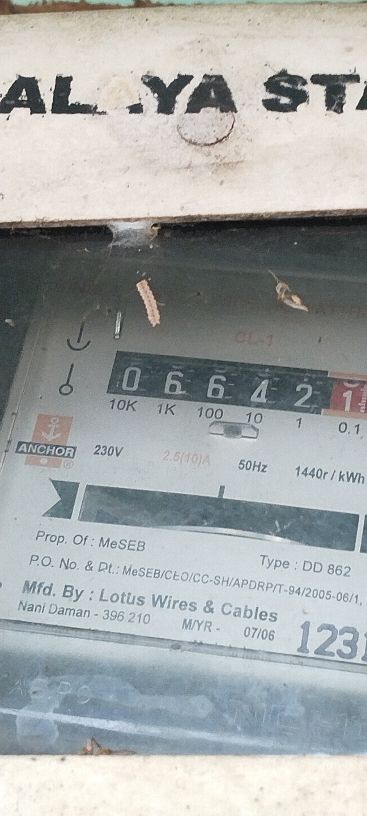 YA STA
CL-1
0 6 6 4 2 1
10K 1K 100 10 1 0.1
ANCHOR ® 230V 2.5(10)A 50Hz 1440r / kWh
Prop. Of : MeSEB Type : DD 862
P.O. No. & Dt.: MeSEB/CEO/CC-SH/APDRP/T-94/2005-06/1,
Mfd. By : Lotus Wires & Cables
Nani Daman - 396 210 M/YR - 07/06 1231